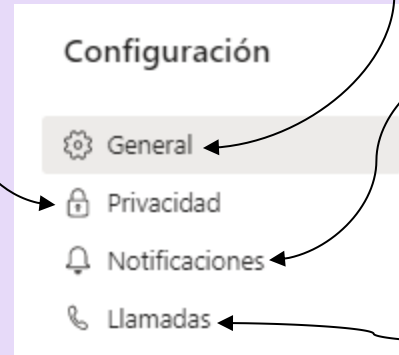 Configuración
General
Privacidad
Notificaciones
Llamadas